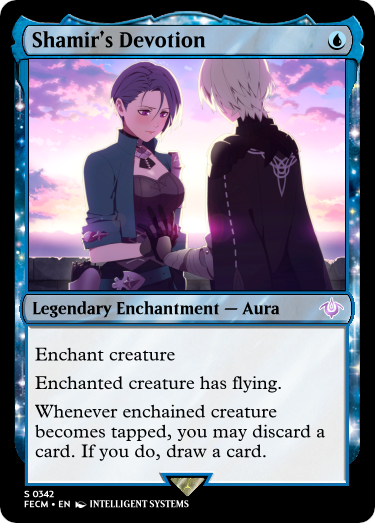 Shamir's Devotion
Legendary Enchantment — Aura
Enchant creature
Enchanted creature has flying.
Whenever enchained creature
becomes tapped, you may discard a
card. If you do, draw a card.
S 0342
FECM • EN INTELLIGENT SYSTEMS